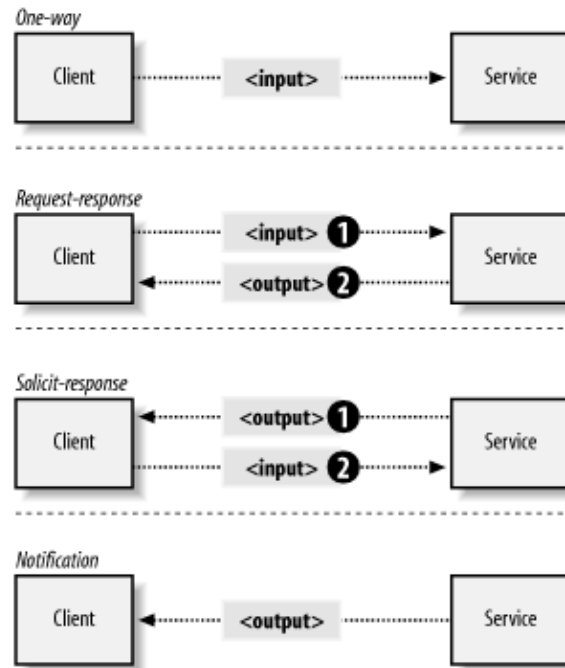 One-way
Client <input> Service
Request-response
Client <input> 1 Service
<output> 2
Solicit-response
Client <output> 1 Service
<input> 2
Notification
Client <output> Service